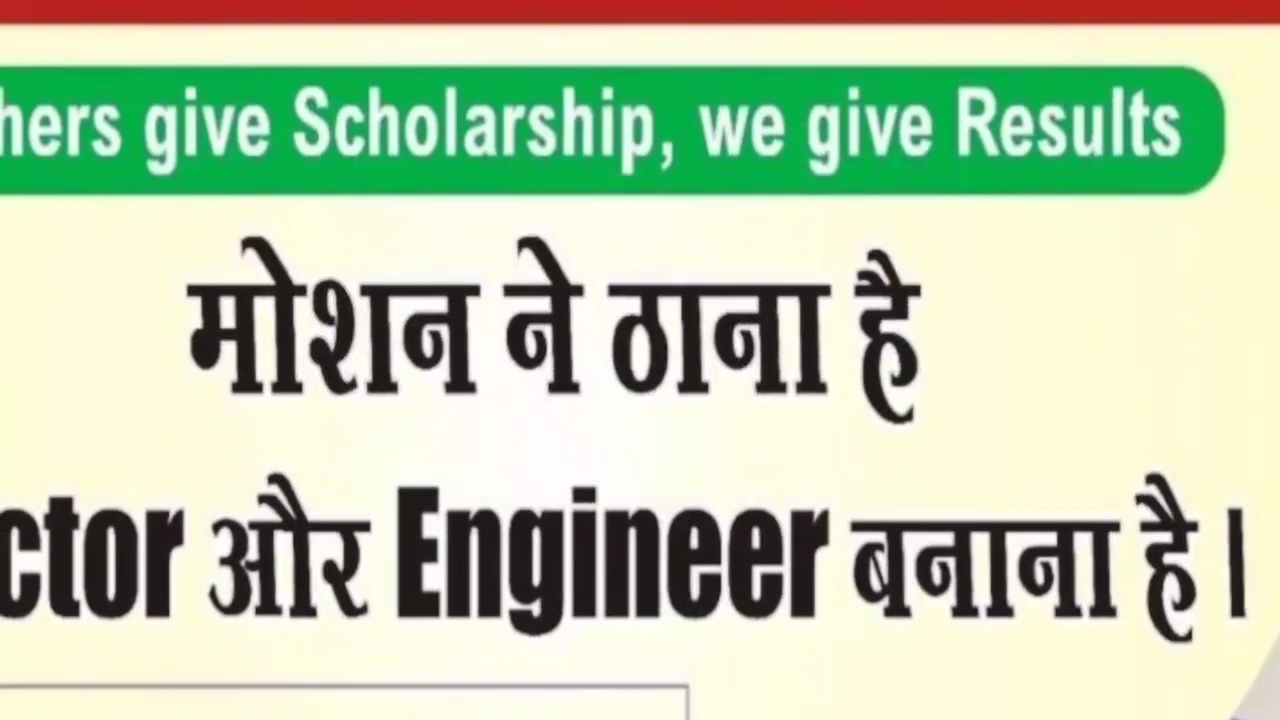 hers give Scholarship, we give Results
मोशन ने ठाना है
ctor और Engineer बनाना है।